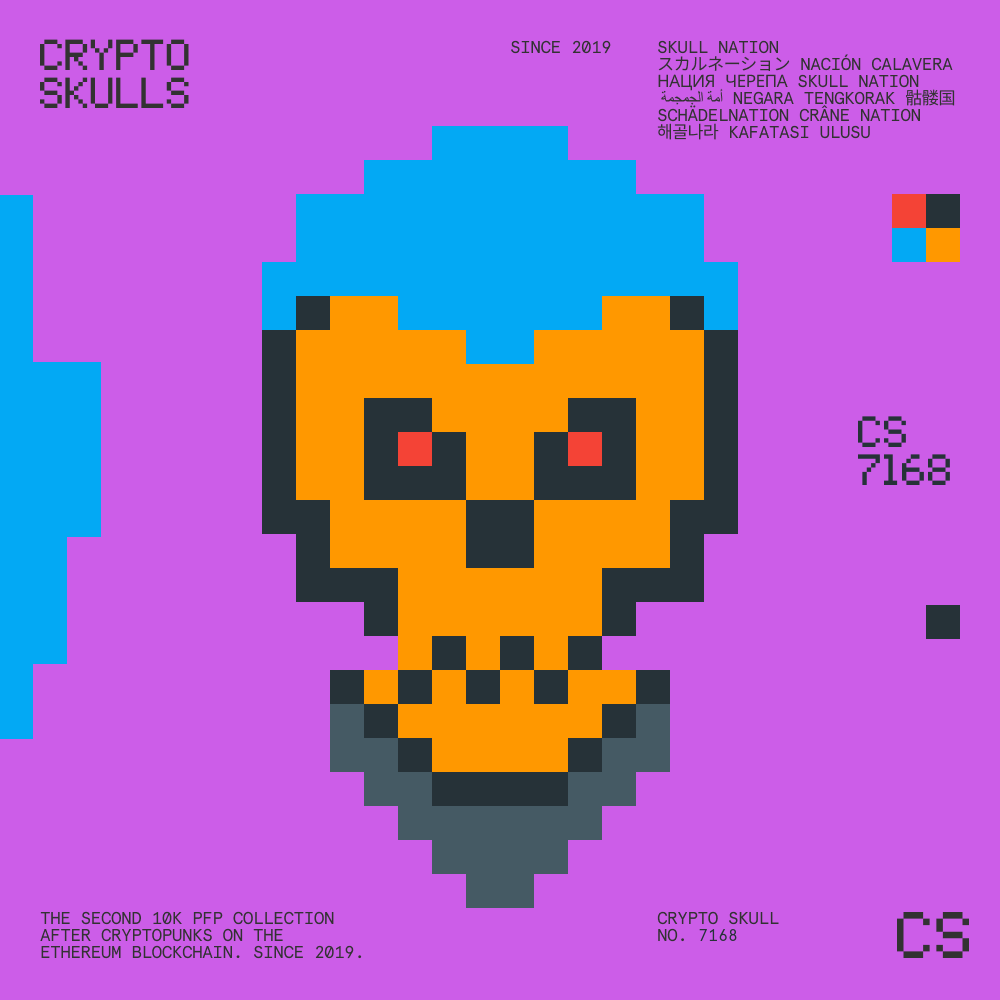 CRYPTO
SKULLS
SINCE 2019
SKULL NATION
スカルネーション NACIÓN CALAVERA
НАЦИЯ ЧЕРЕПА SKULL NATION
أمة الجمجمة NEGARA TENGKORAK 骷髅国
SCHÄDELNATION CRÂNE NATION
해골나라 KAFATASI ULUSU
CS
7168
THE SECOND 10K PFP COLLECTION
AFTER CRYPTOPUNKS ON THE
ETHEREUM BLOCKCHAIN. SINCE 2019.
CRYPTO SKULL
NO. 7168
CS